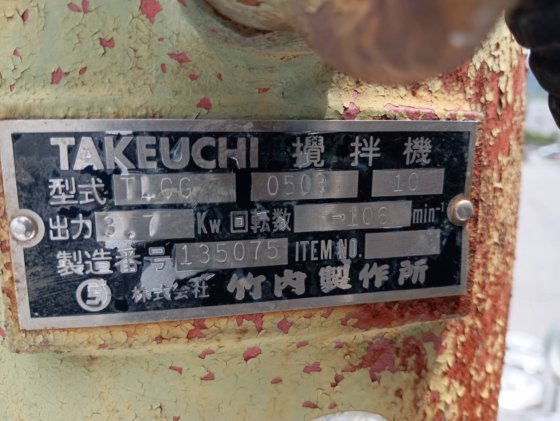 TAKEUCHI 攪拌機
型式 TLGG 0503 10
出力 3.7 Kw 回転数 106 min⁻¹
製造番号 135075 ITEM NO.
株式会社 竹内製作所